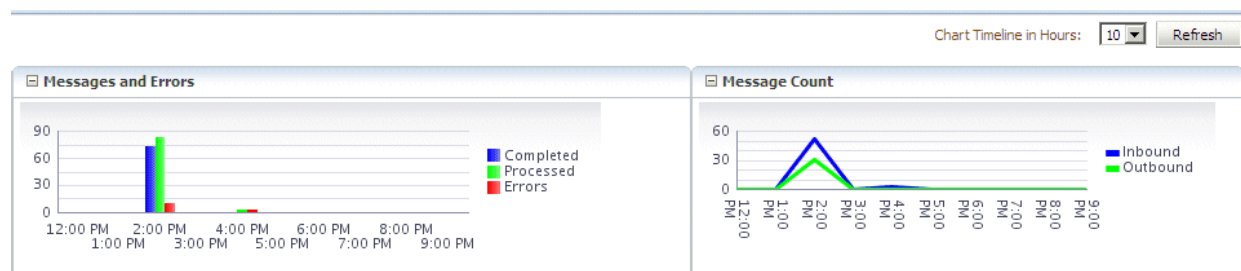 Chart Timeline in Hours: 10 Refresh
Messages and Errors
90
60
30
0
12:00 PM 2:00 PM 4:00 PM 6:00 PM 8:00 PM
1:00 PM 3:00 PM 5:00 PM 7:00 PM 9:00 PM
Completed
Processed
Errors
Message Count
60
30
0
12:00 PM
1:00 PM
2:00 PM
3:00 PM
4:00 PM
5:00 PM
6:00 PM
7:00 PM
8:00 PM
9:00 PM
Inbound
Outbound